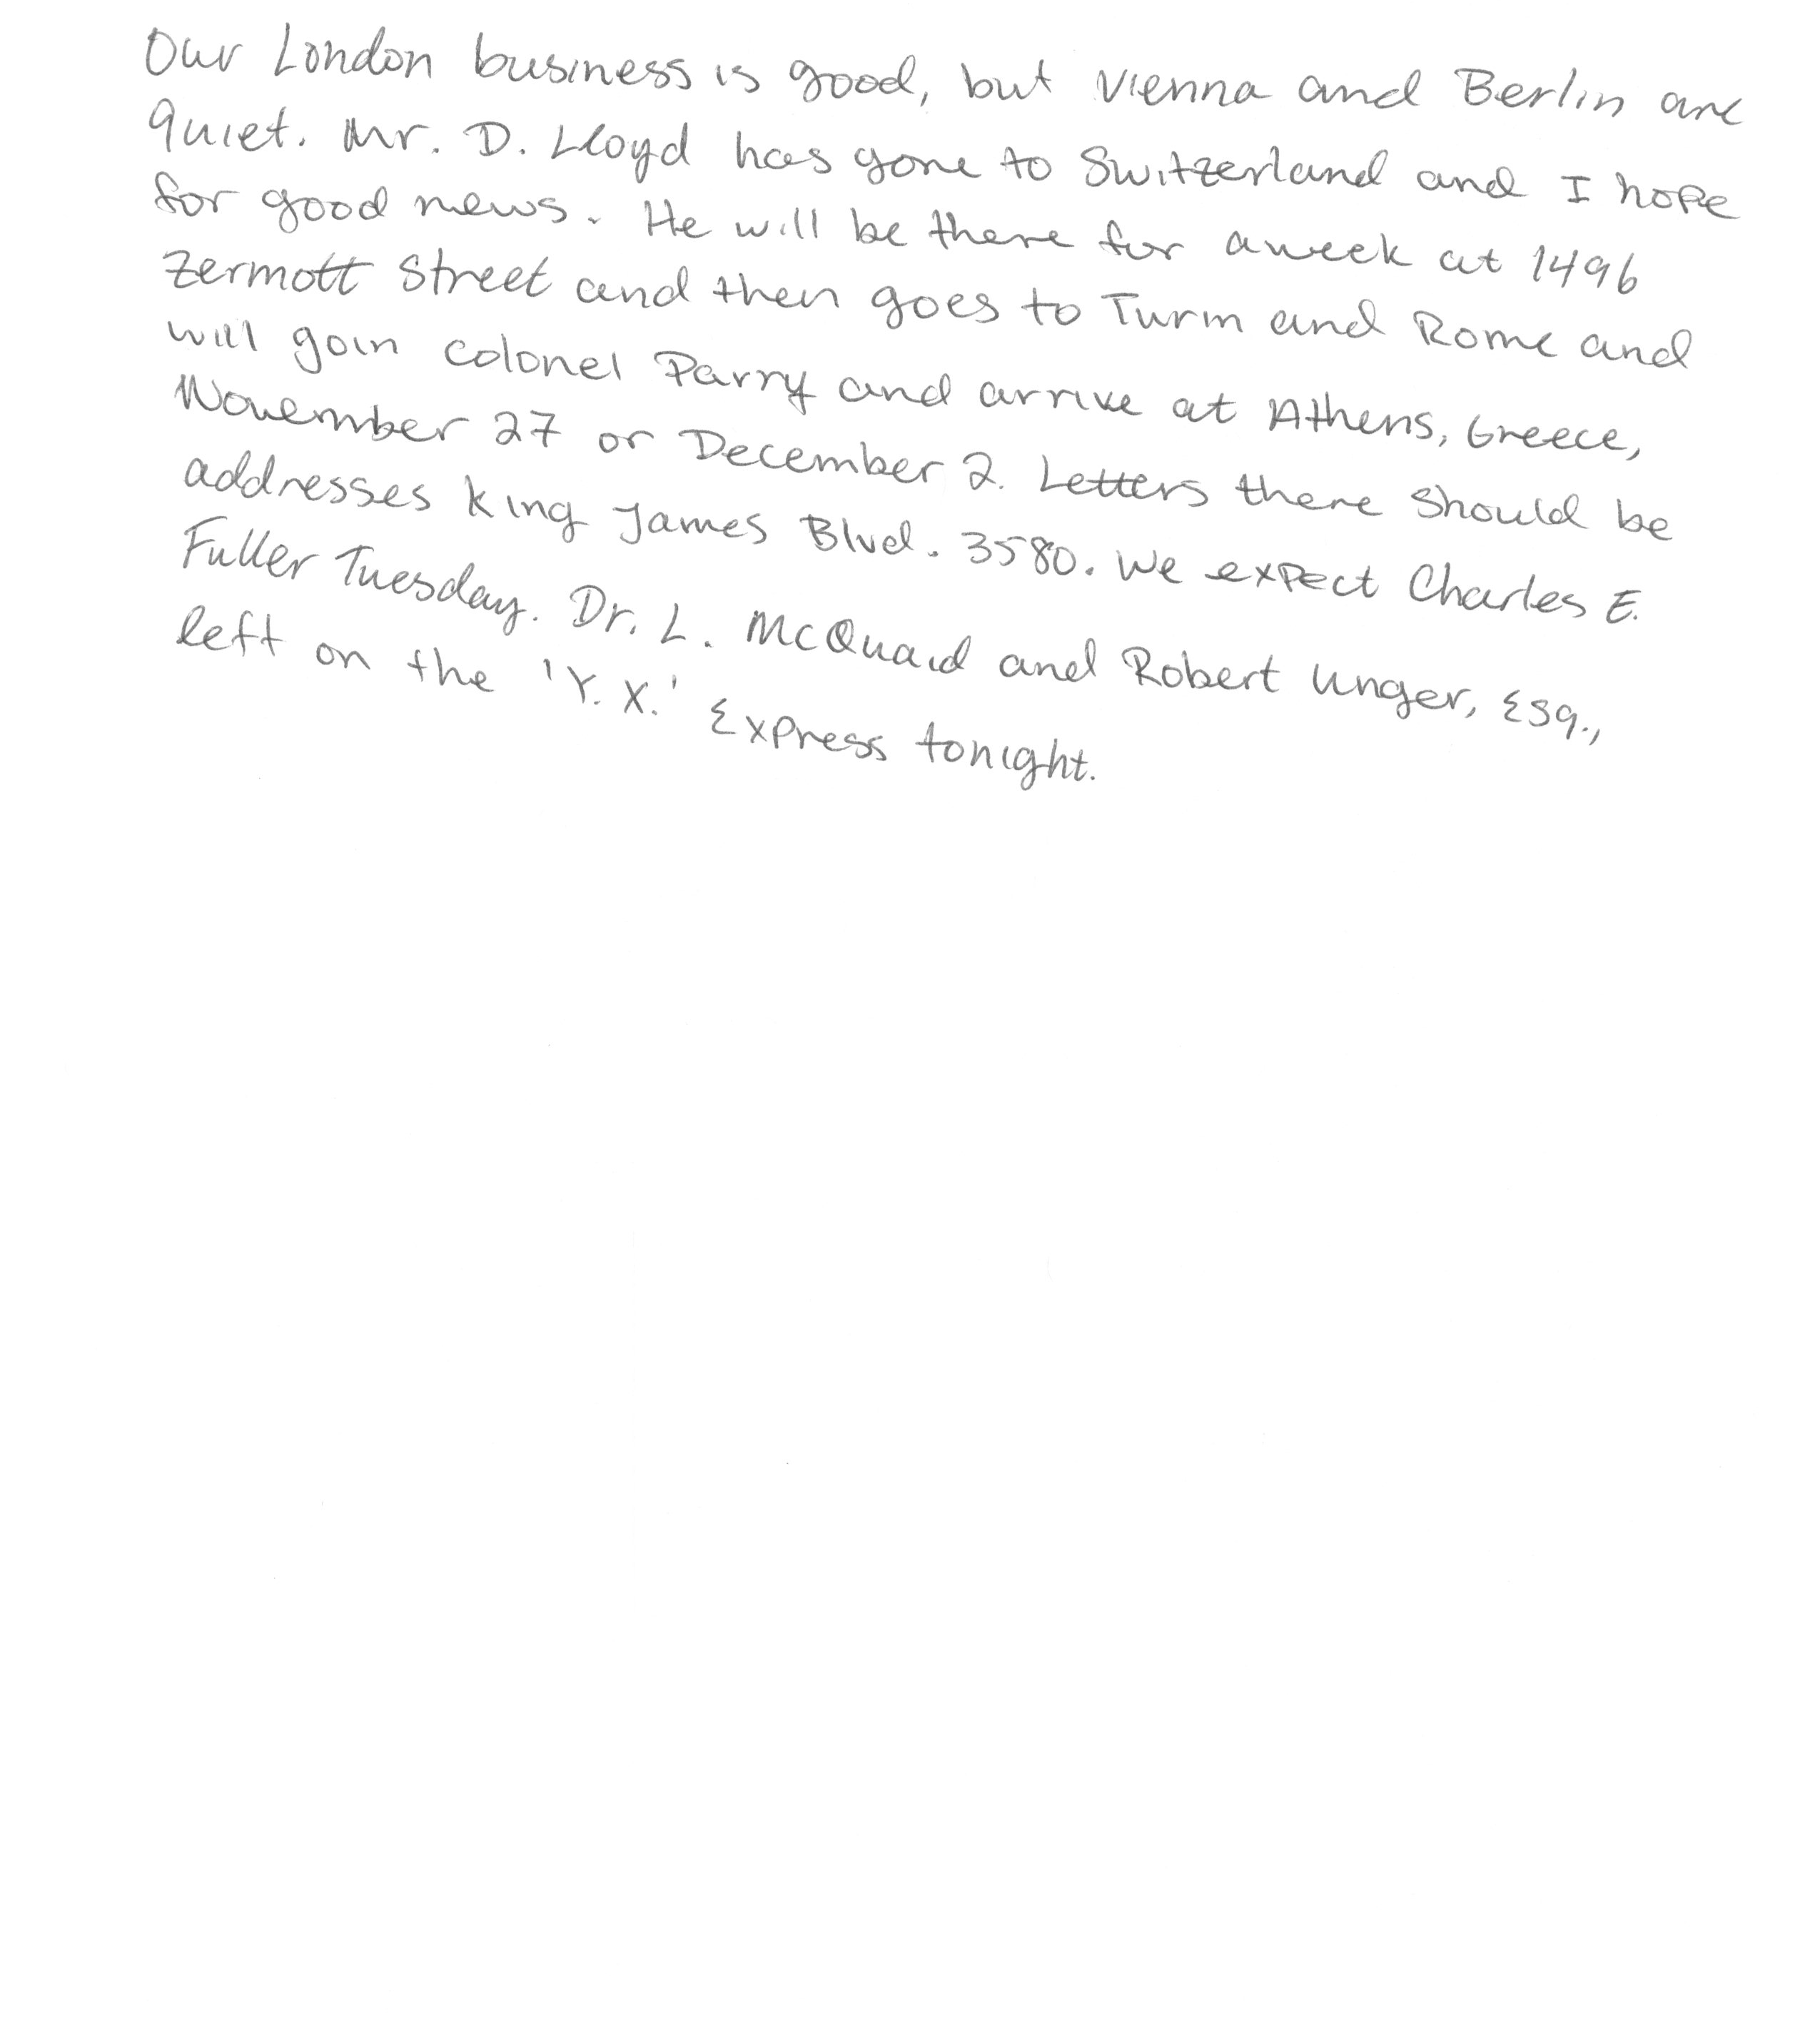 Our London business is good, but Vienna and Berlin are
quiet. Mr. D. Lloyd has gone to Switzerland and I hope
for good news. He will be there for a week at 1496
Zermott Street and then goes to Turin and Rome and
will goin Colonel Parry and arrive at Athens, Greece,
November 27 or December 2. Letters there should be
addresses King James Blvd. 3580. We expect Charles E.
Fuller Tuesday. Dr. L. McQuaid and Robert Unger, Esq.,
left on the 'Y.X.' Express tonight.